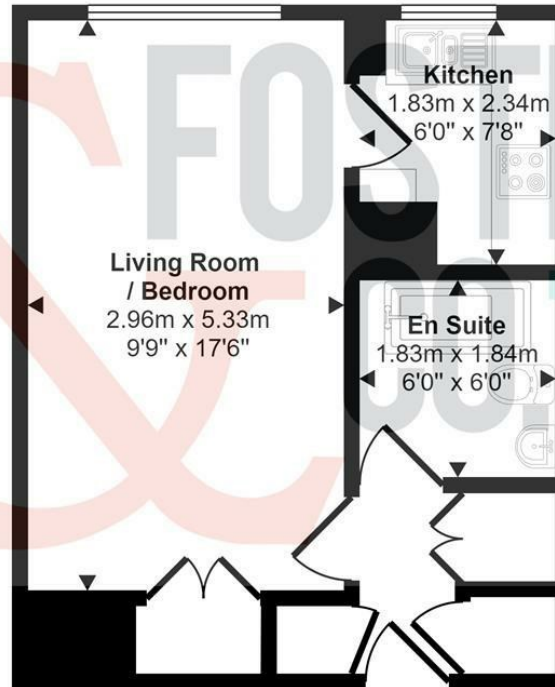 FOST
&
CO.
Kitchen
1.83m x 2.34m
6'0" x 7'8"
Living Room
/ Bedroom
2.96m x 5.33m
9'9" x 17'6"
En Suite
1.83m x 1.84m
6'0" x 6'0"